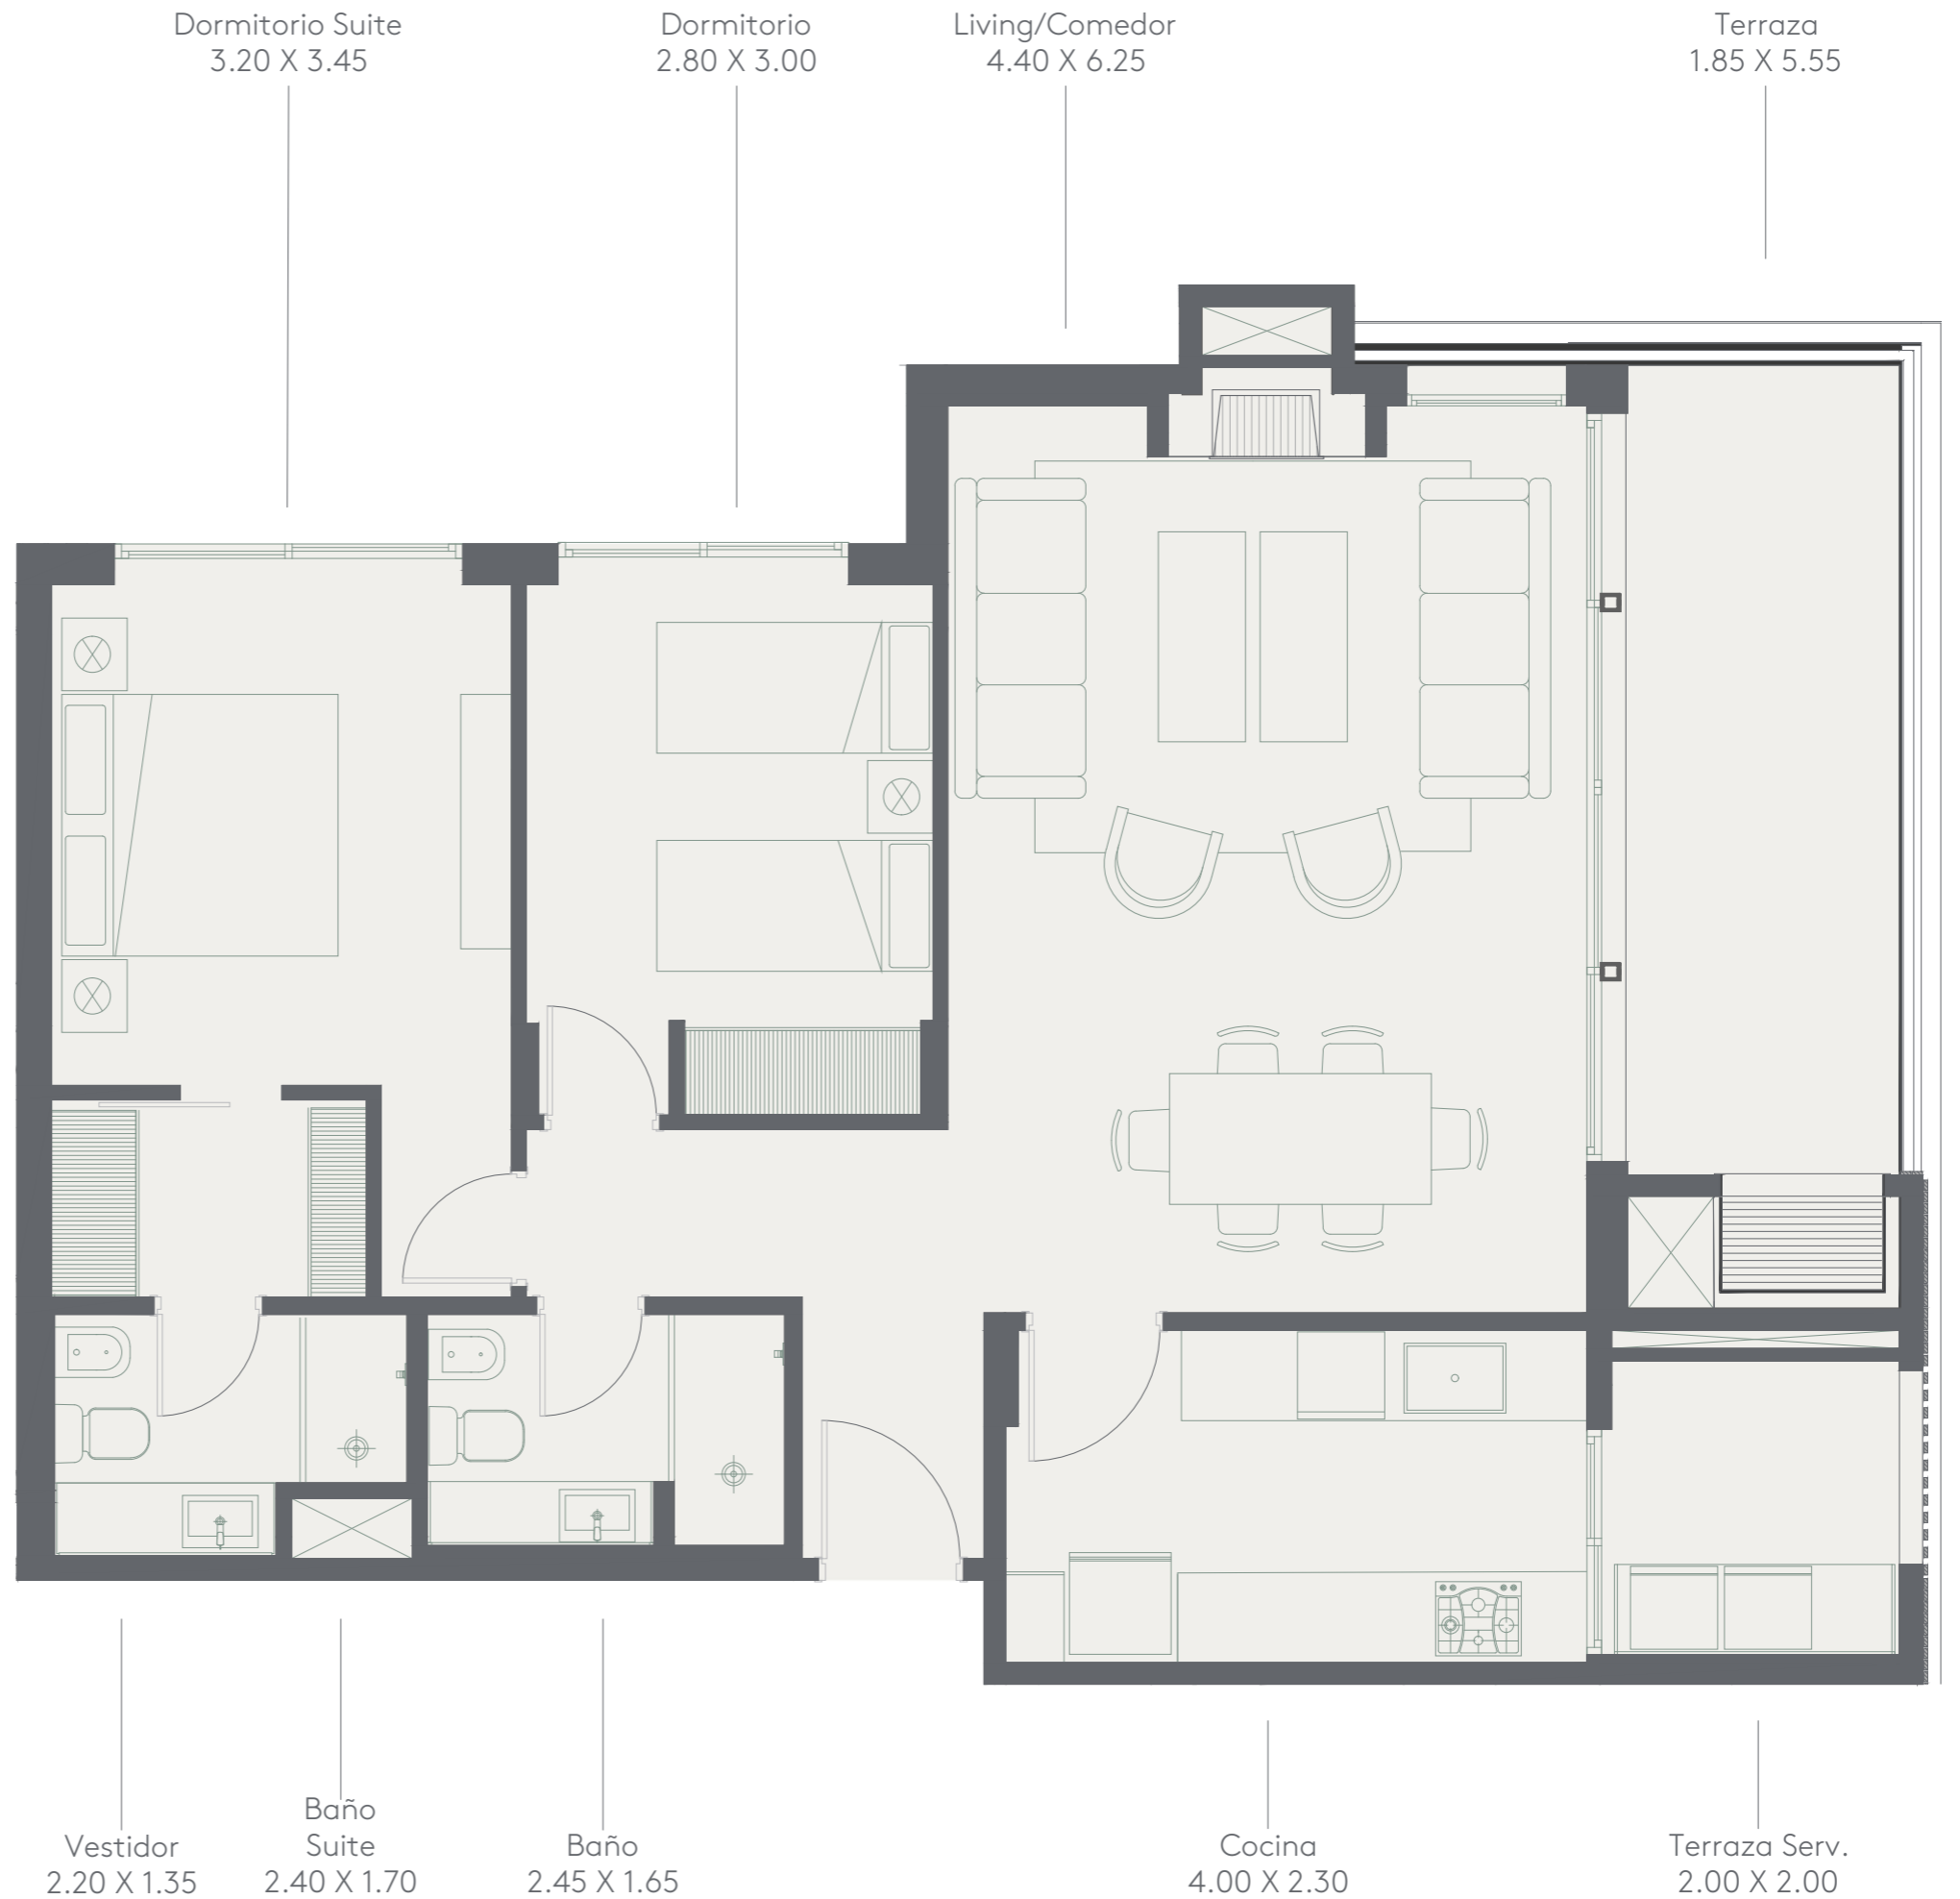 Dormitorio Suite
3.20 X 3.45
Dormitorio
2.80 X 3.00
Living/Comedor
4.40 X 6.25
Terraza
1.85 X 5.55
Vestidor
2.20 X 1.35
Baño
Suite
2.40 X 1.70
Baño
2.45 X 1.65
Cocina
4.00 X 2.30
Terraza Serv.
2.00 X 2.00